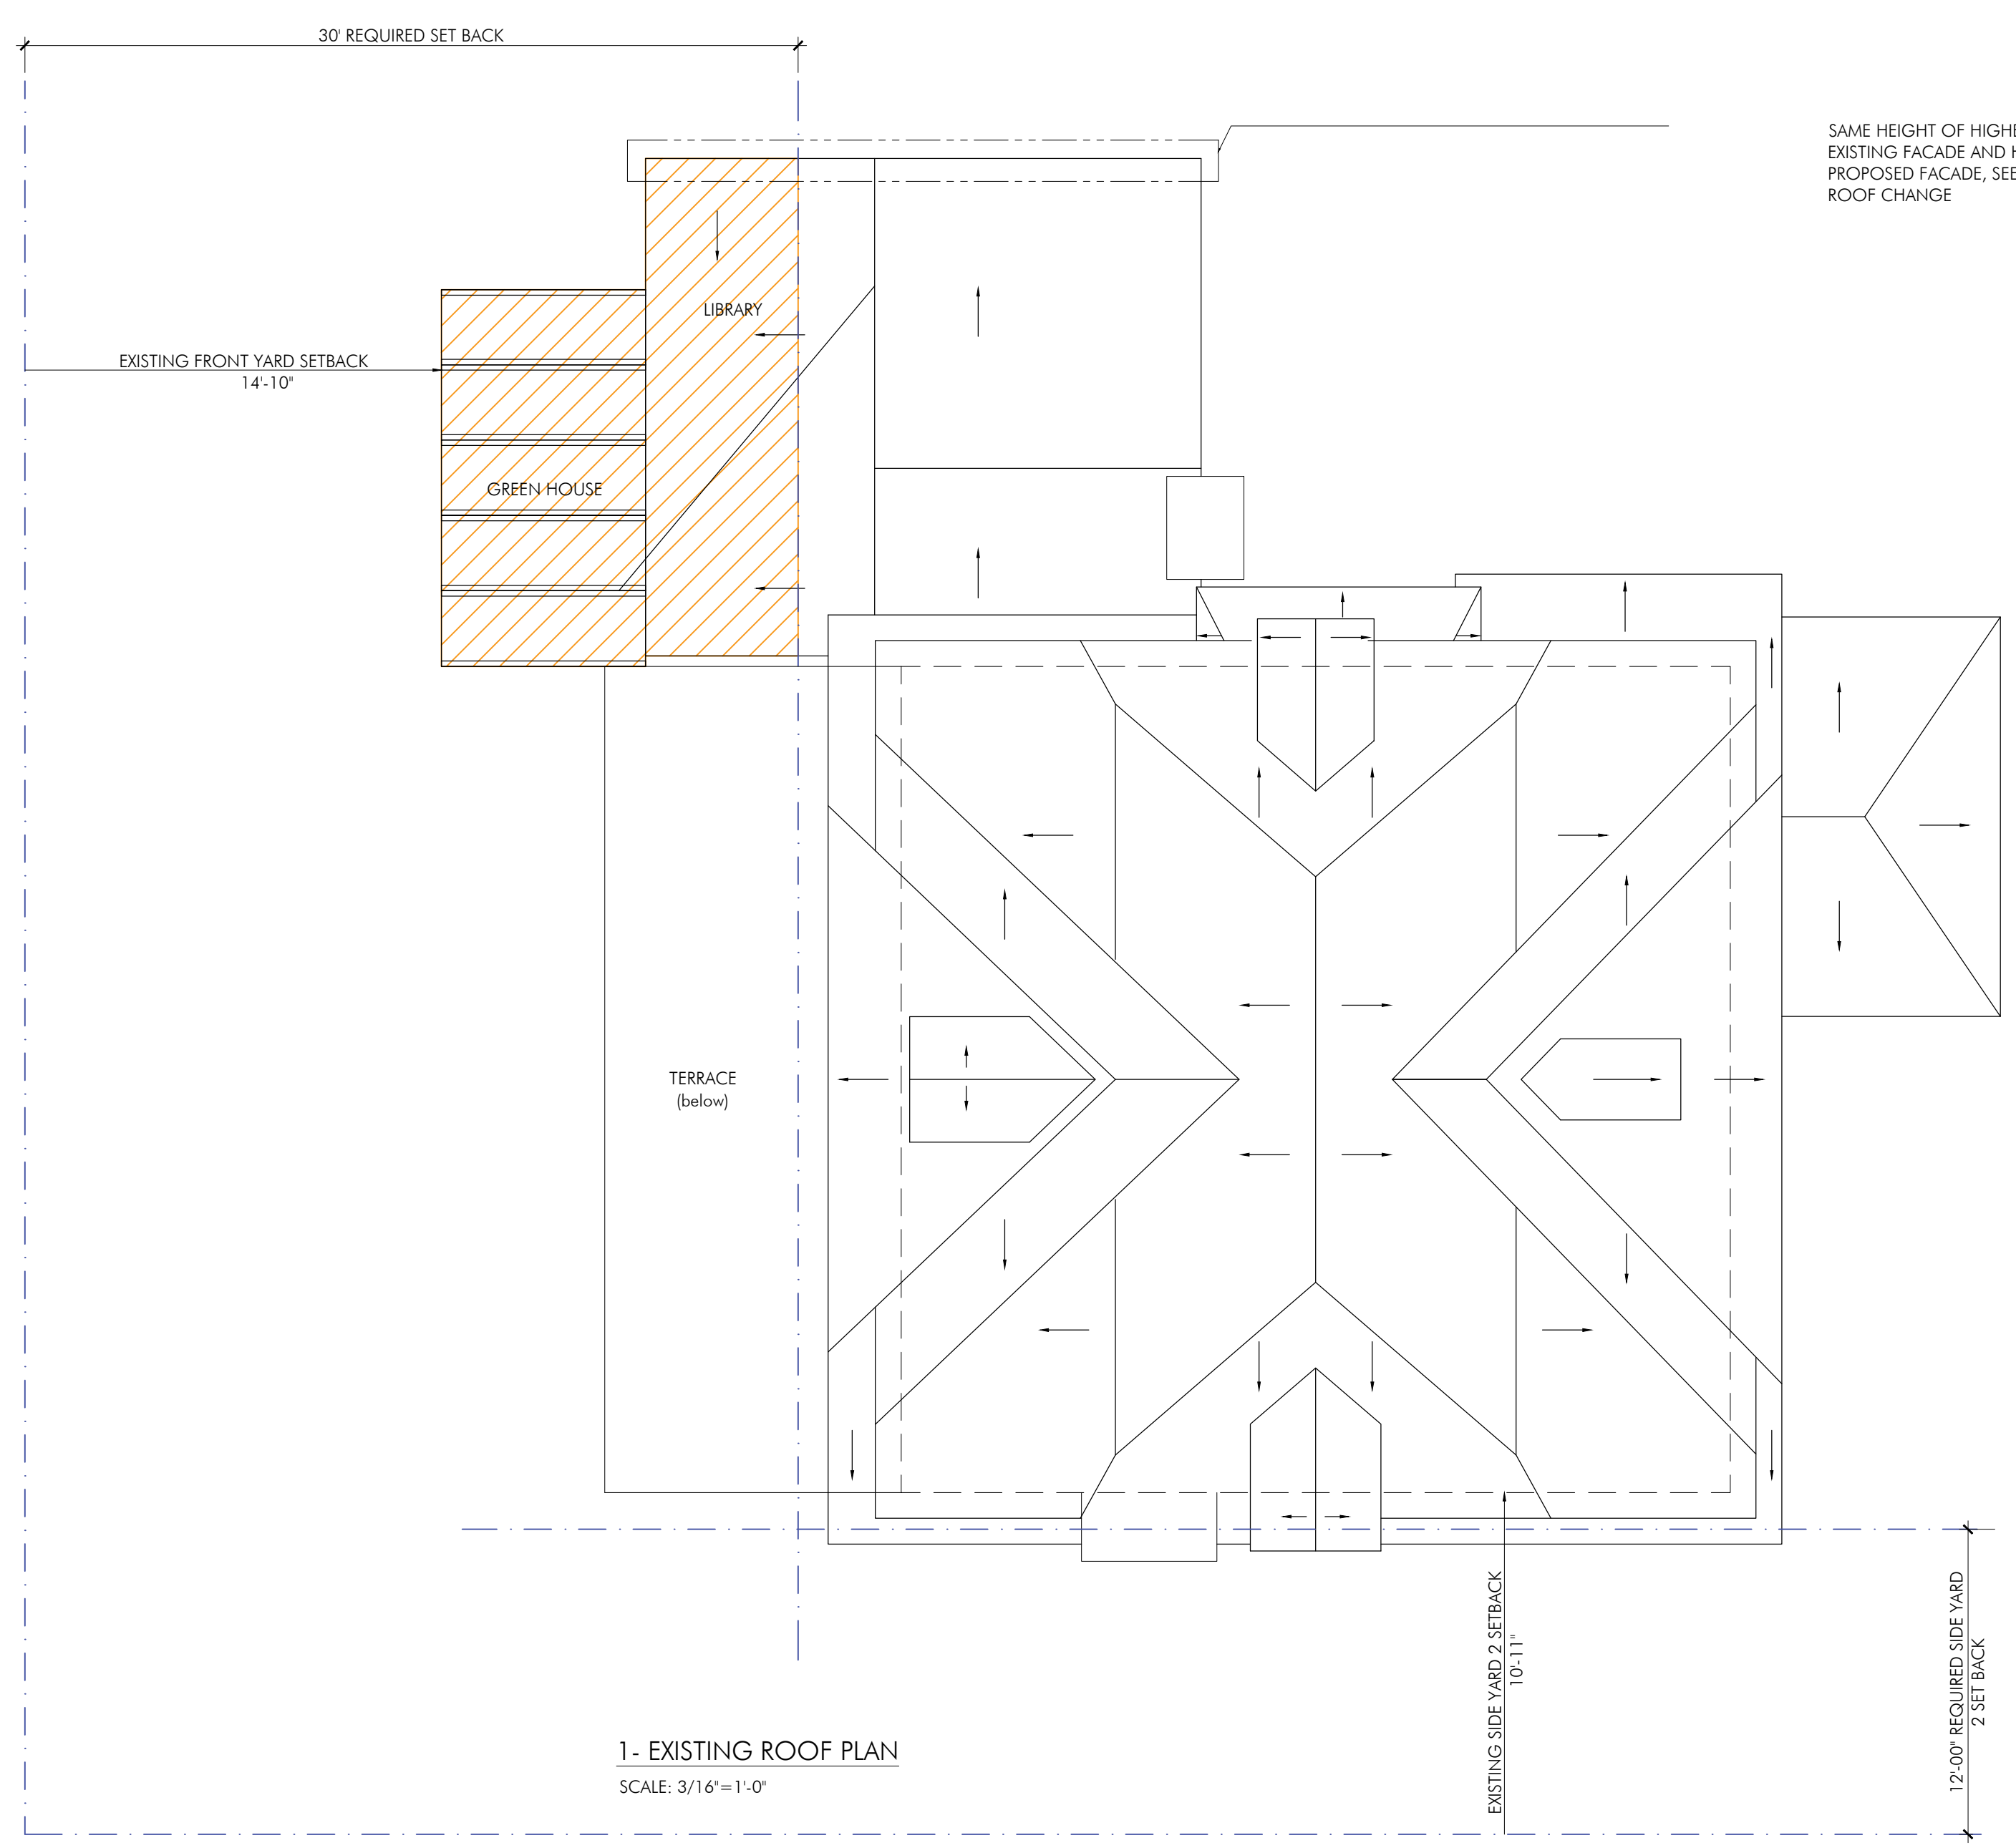 30' REQUIRED SET BACK
SAME HEIGHT OF
EXISTING FACADE AND
PROPOSED FACADE,
ROOF CHANGE
LIBRARY
EXISTING FRONT YARD SETBACK
14'-10"
GREEN HOUSE
TERRACE
(below)
EXISTING SIDE YARD 2 SETBACK
10'-11"
12'-00" REQUIRED SIDE YARD
2 SET BACK
1- EXISTING ROOF PLAN
SCALE: 3/16"=1'-0"